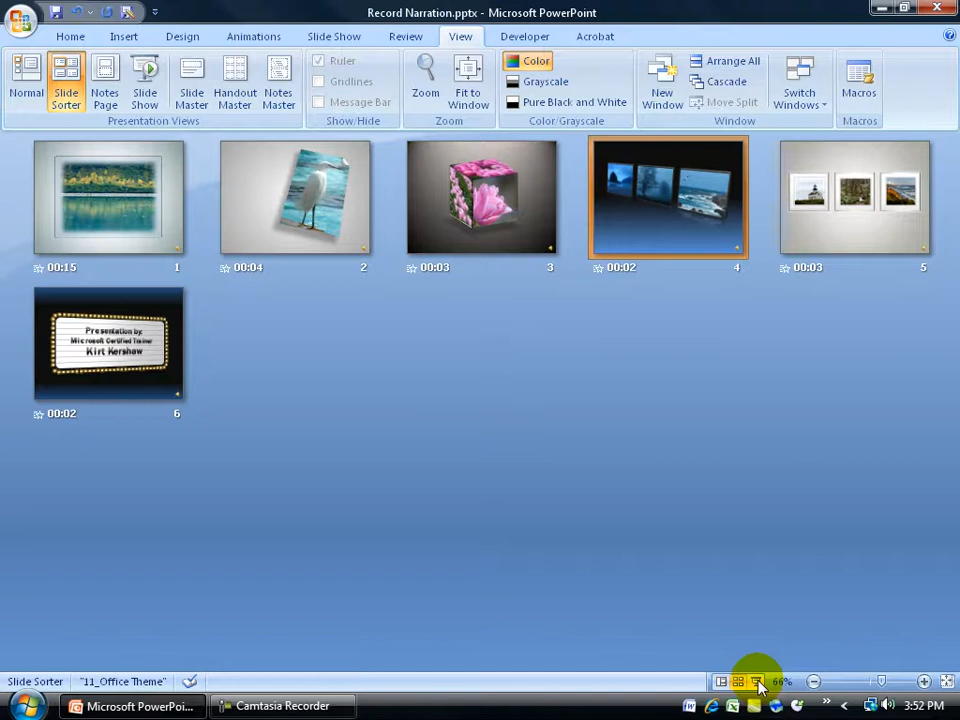 Record Narration.pptx - Microsoft PowerPoint
Home Insert Design Animations Slide Show Review View Developer Acrobat
Normal
Slide Sorter
Notes Page
Slide Show
Slide Master
Handout Master
Notes Master
Presentation Views
Ruler
Gridlines
Message Bar
Show/Hide
Zoom
Fit to Window
Zoom
Color
Grayscale
Pure Black and White
Color/Grayscale
New Window
Arrange All
Cascade
Move Split
Switch Windows
Window
Macros
Macros
00:15 1
00:04 2
00:03 3
00:02 4
00:03 5
Presentation by:
Microsoft Certified Trainer
Kirt Kershaw
00:02 6
Slide Sorter "11_Office Theme" 66%
Microsoft PowerPoi... Camtasia Recorder 3:52 PM